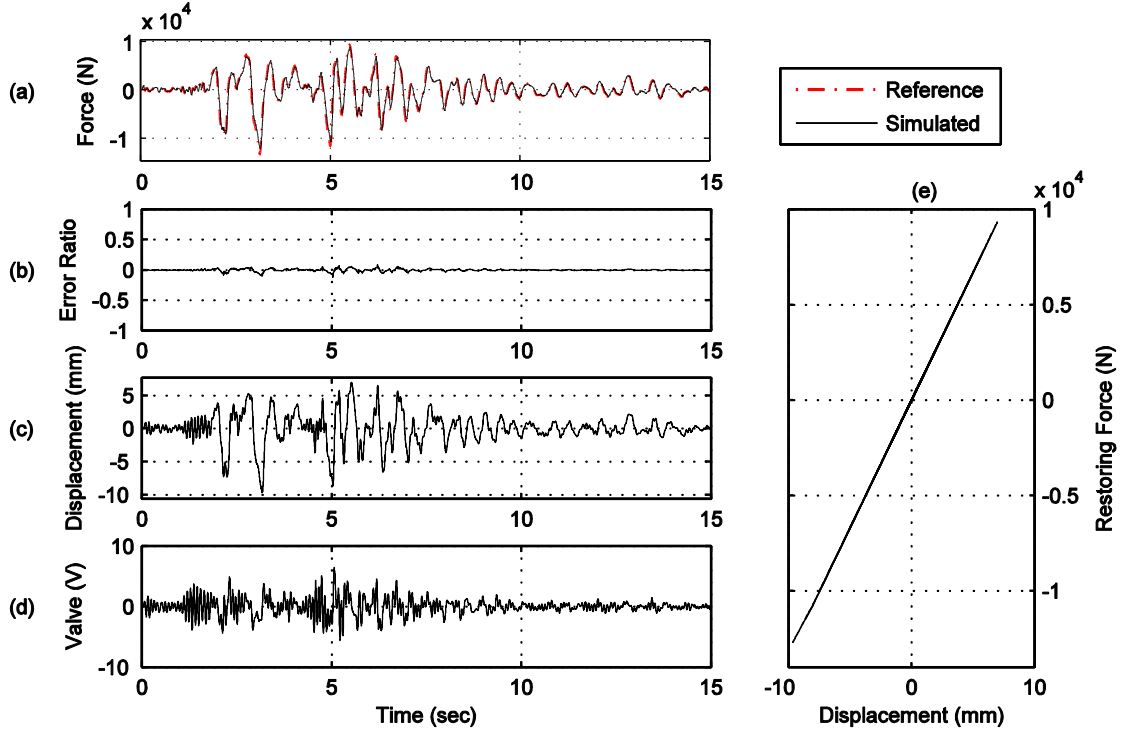 x 10^4
(a)
Force (N)
1
0
-1
0
5
10
15
Reference
Simulated
(b)
Error Ratio
1
0.5
0
-0.5
-1
0
5
10
15
(c)
Displacement (mm)
5
0
-5
-10
0
5
10
15
(d)
Valve (V)
10
0
-10
0
5
10
15
Time (sec)
(e)
x 10^4
1
0.5
0
-0.5
-1
Restoring Force (N)
-10
0
10
Displacement (mm)